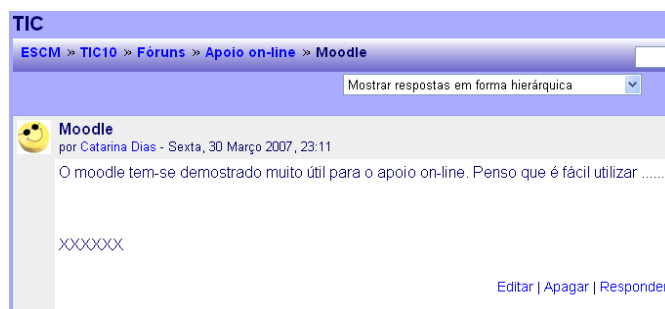 TIC
ESCM » TIC10 » Fóruns » Apoio on-line » Moodle
Mostrar respostas em forma hierárquica
Moodle
por Catarina Dias - Sexta, 30 Março 2007, 23:11
O moodle tem-se demostrado muito útil para o apoio on-line. Penso que é fácil utilizar ......
XXXXXX
Editar | Apagar | Responder